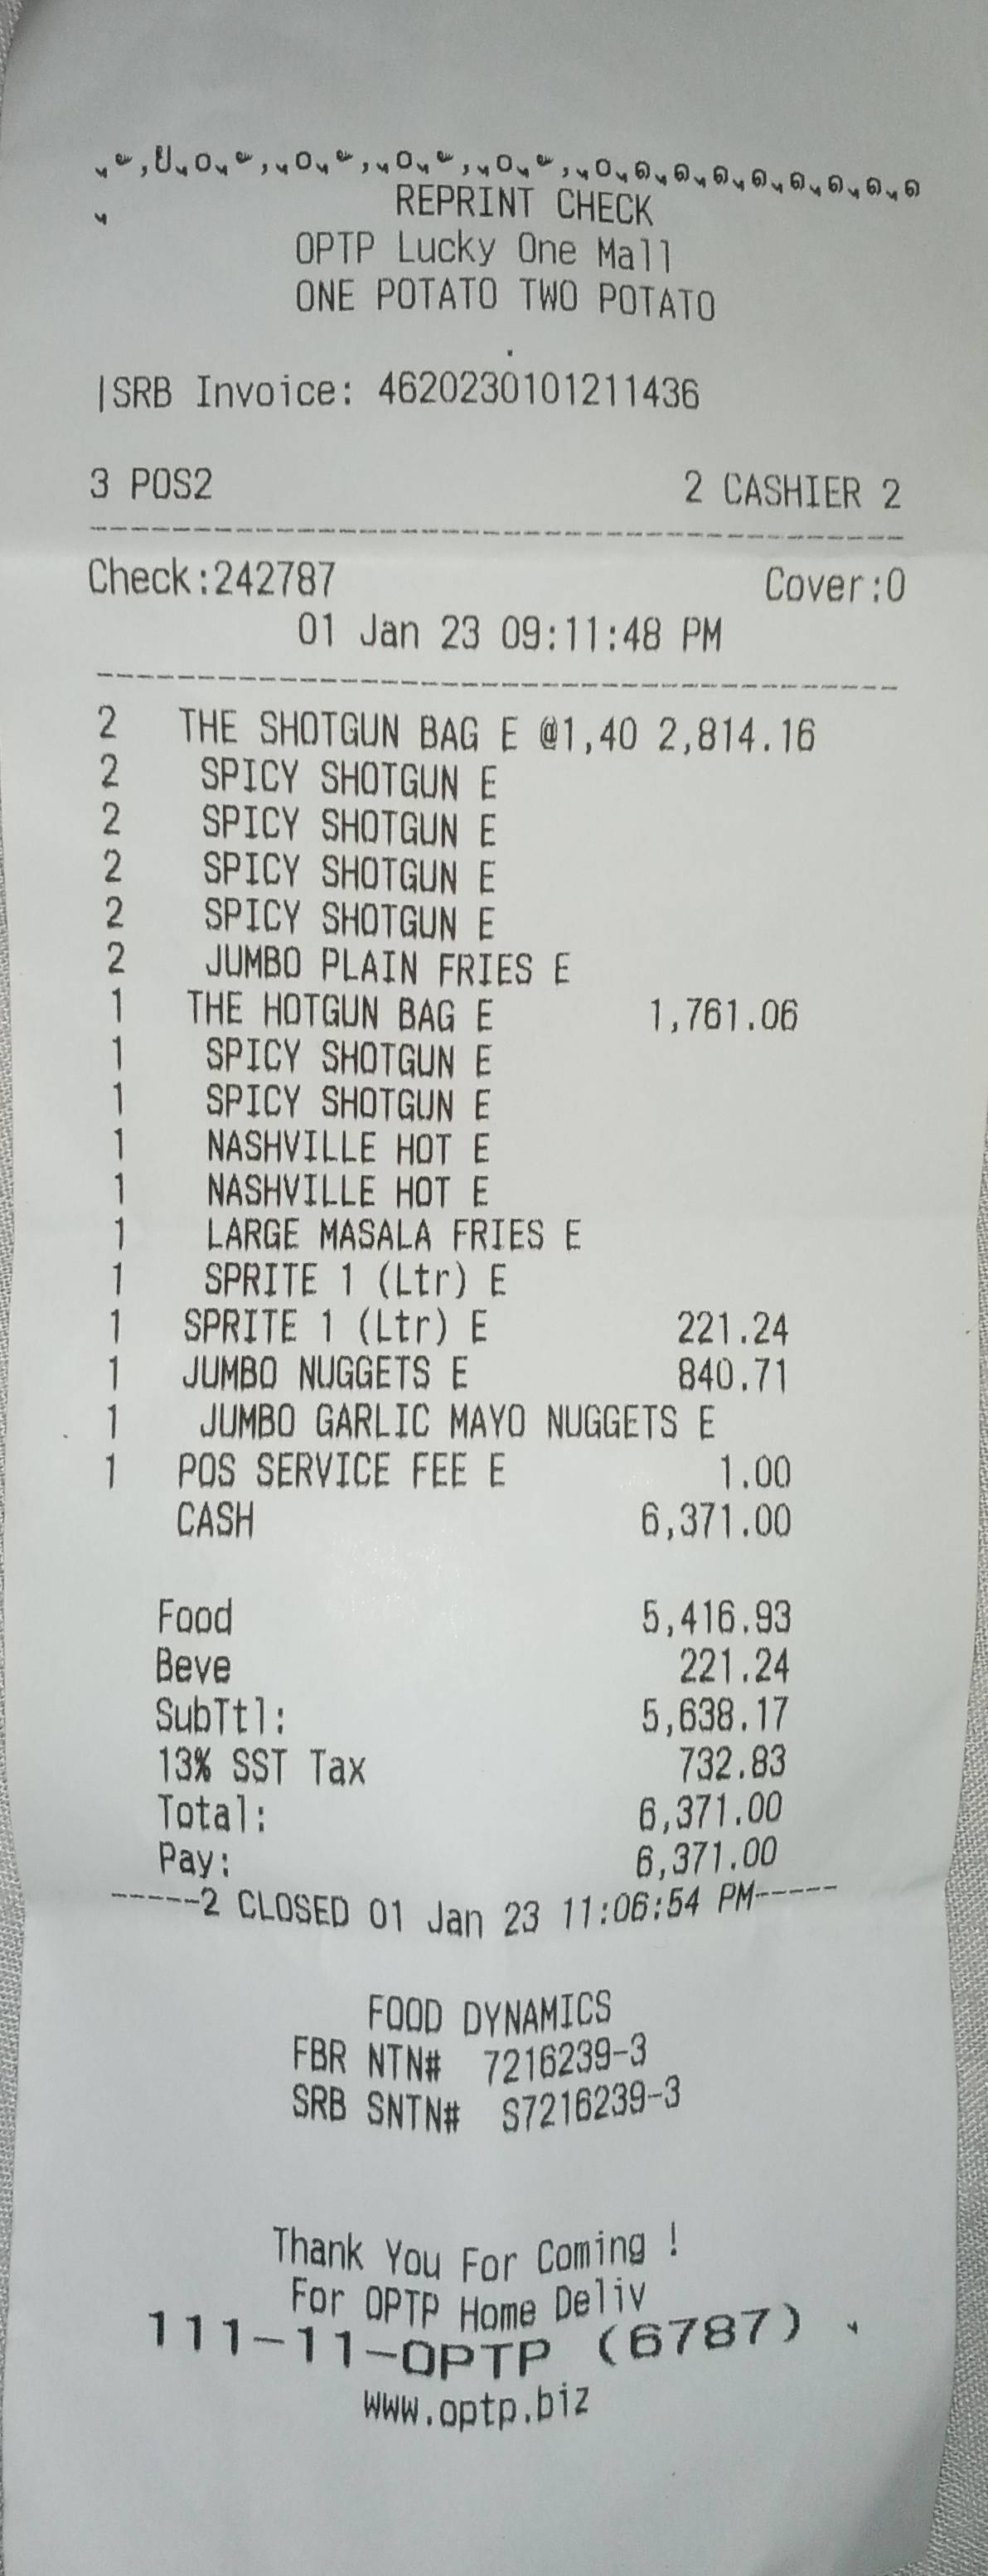 REPRINT CHECK
OPTP Lucky One Mall
ONE POTATO TWO POTATO
|SRB Invoice: 4620230101211436
3 POS2 2 CASHIER 2
Check:242787 Cover:0
01 Jan 23 09:11:48 PM
2 THE SHOTGUN BAG E @1,40 2,814.16
2 SPICY SHOTGUN E
2 SPICY SHOTGUN E
2 SPICY SHOTGUN E
2 SPICY SHOTGUN E
2 JUMBO PLAIN FRIES E
1 THE HOTGUN BAG E 1,761.06
1 SPICY SHOTGUN E
1 SPICY SHOTGUN E
1 NASHVILLE HOT E
1 NASHVILLE HOT E
1 LARGE MASALA FRIES E
1 SPRITE 1 (Ltr) E
1 SPRITE 1 (Ltr) E 221.24
1 JUMBO NUGGETS E 840.71
1 JUMBO GARLIC MAYO NUGGETS E
1 POS SERVICE FEE E 1.00
CASH 6,371.00
Food 5,416.93
Beve 221.24
SubTtl: 5,638.17
13% SST Tax 732.83
Total: 6,371.00
Pay: 6,371.00
-----2 CLOSED 01 Jan 23 11:06:54 PM-----
FOOD DYNAMICS
FBR NTN# 7216239-3
SRB SNTN# S7216239-3
Thank You For Coming !
For OPTP Home Deliv
111-11-OPTP (6787)
www.optp.biz